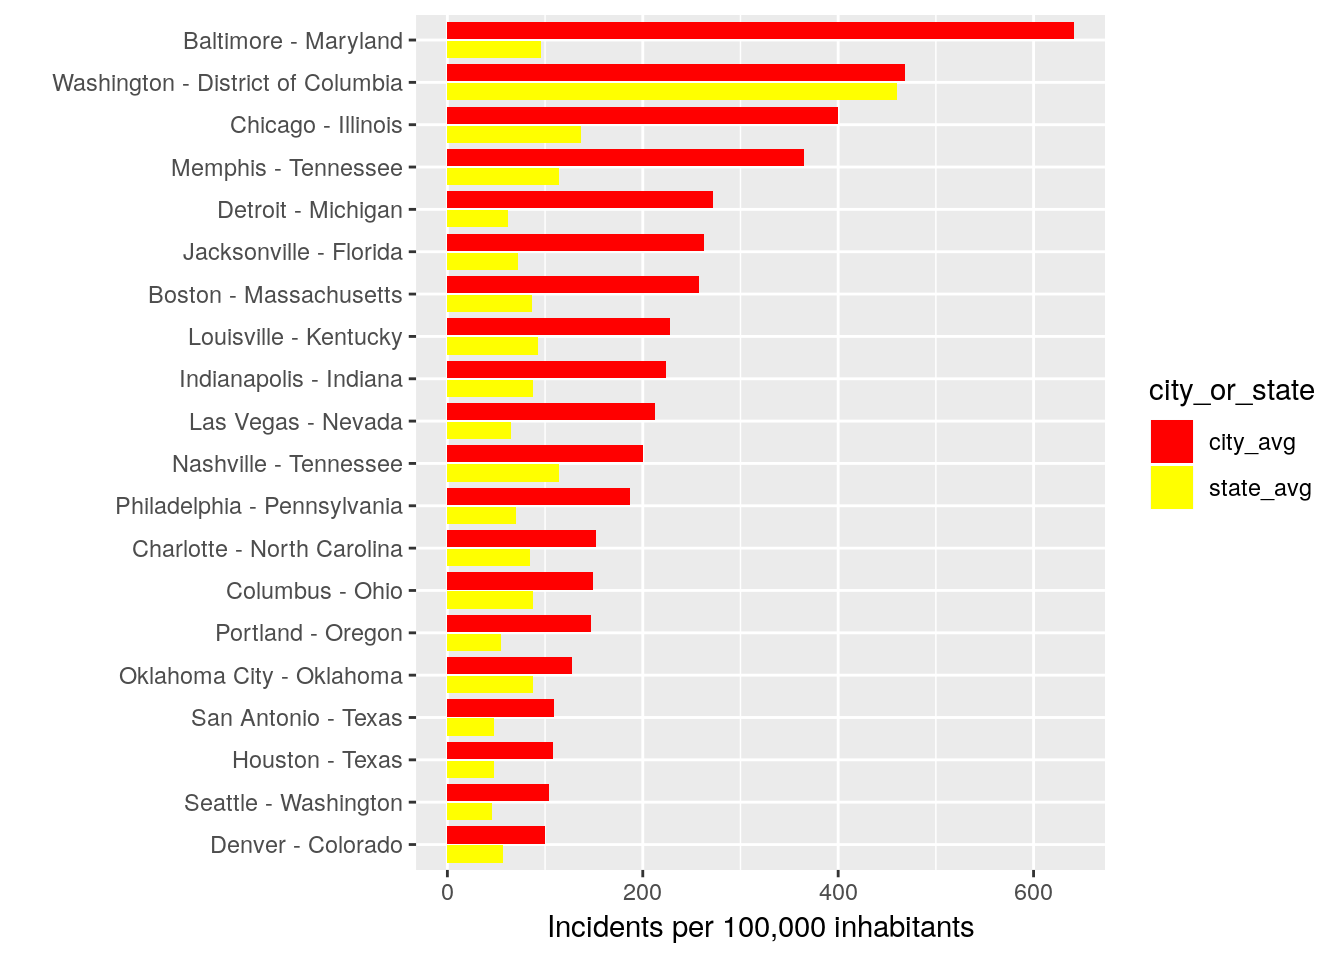 Baltimore - Maryland
Washington - District of Columbia
Chicago - Illinois
Memphis - Tennessee
Detroit - Michigan
Jacksonville - Florida
Boston - Massachusetts
Louisville - Kentucky
Indianapolis - Indiana
Las Vegas - Nevada
Nashville - Tennessee
Philadelphia - Pennsylvania
Charlotte - North Carolina
Columbus - Ohio
Portland - Oregon
Oklahoma City - Oklahoma
San Antonio - Texas
Houston - Texas
Seattle - Washington
Denver - Colorado
0 200 400 600
Incidents per 100,000 inhabitants
city_or_state
city_avg
state_avg